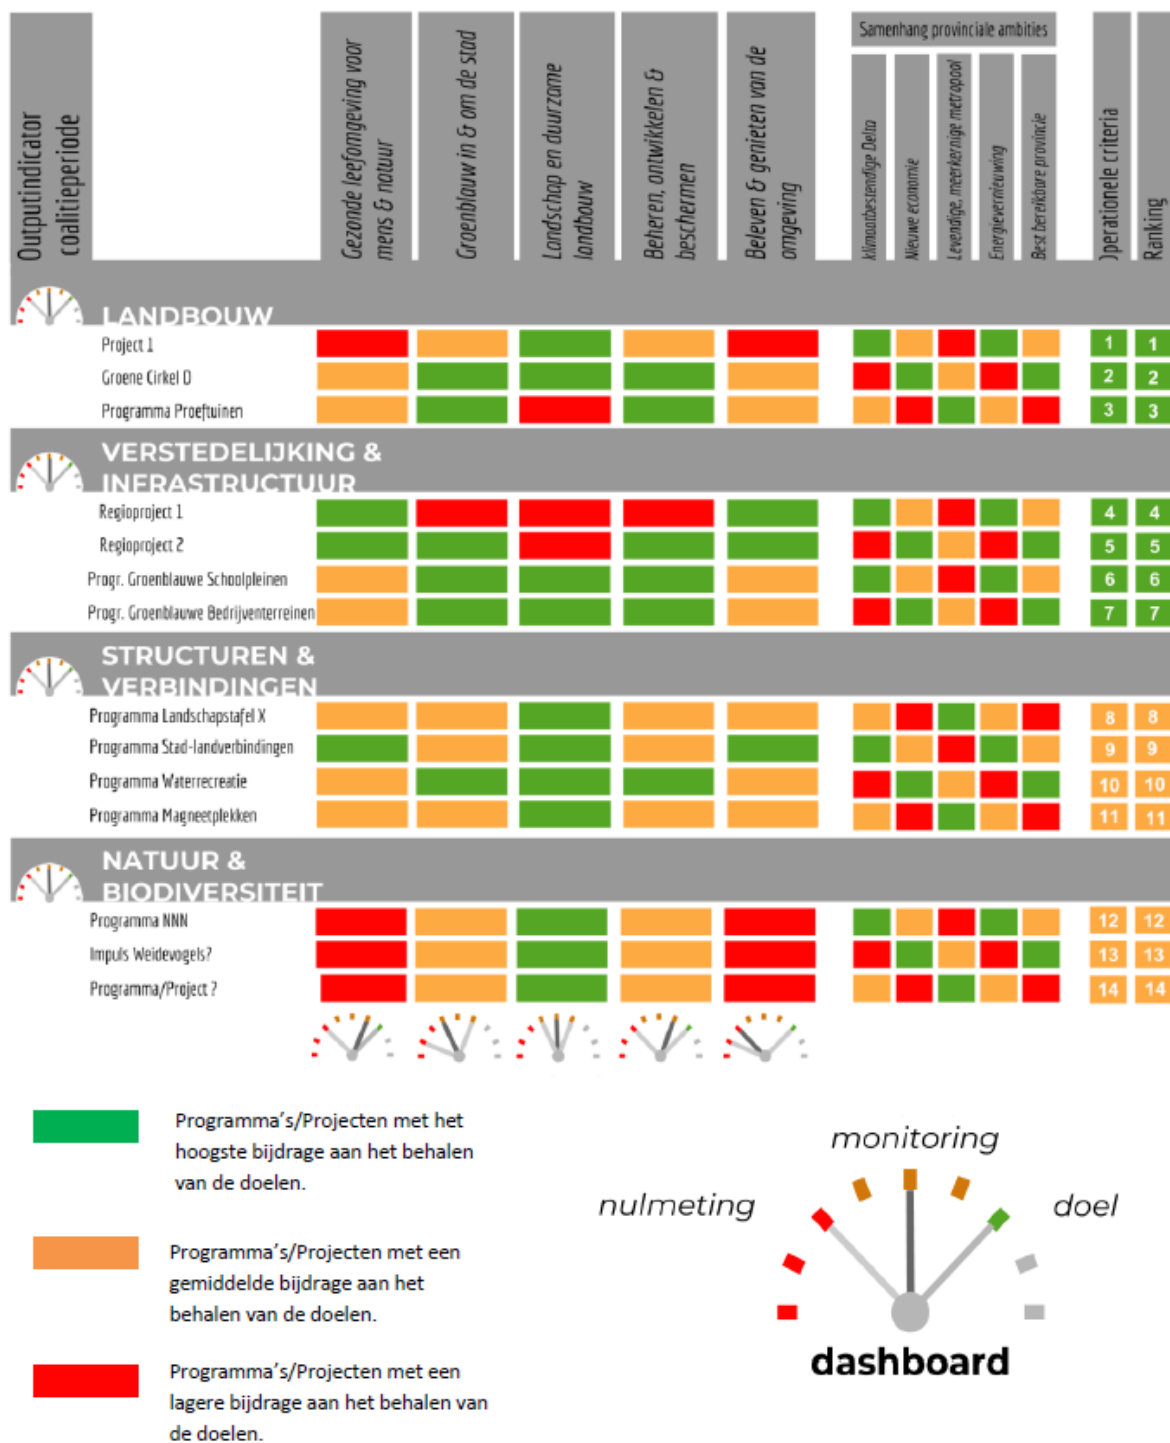 Outputindicator
coalitieperiode
Gezonde leefomgeving voor
mens & natuur
Groenblauw in & om de stad
Landschap en duurzame
landbouw
Beheren, ontwikkelen &
beschermen
Beleven & genieten van de
omgeving
Samenhang provinciale ambities
klimaatbestendige Delta
Nieuwe economie
Levendige, meerkernige metropool
Energievernieuwing
Best bereikbare provincie
Operationele criteria
Ranking
LANDBOUW
Project 1 1 1
Groene Cirkel D 2 2
Programma Proeftuinen 3 3
VERSTEDELIJKING &
INFRASTRUCTUUR
Regioproject 1 4 4
Regioproject 2 5 5
Progr. Groenblauwe Schoolpleinen 6 6
Progr. Groenblauwe Bedrijventerreinen 7 7
STRUCTUREN &
VERBINDINGEN
Programma Landschapstafel X 8 8
Programma Stad-landverbindingen 9 9
Programma Waterrecreatie 10 10
Programma Magneetplekken 11 11
NATUUR &
BIODIVERSITEIT
Programma NNN 12 12
Impuls Weidevogels? 13 13
Programma/Project ? 14 14
Programma's/Projecten met het
hoogste bijdrage aan het behalen
van de doelen.
Programma's/Projecten met een
gemiddelde bijdrage aan het
behalen van de doelen.
Programma's/Projecten met een
lagere bijdrage aan het behalen van
de doelen.
monitoring
nulmeting
doel
dashboard